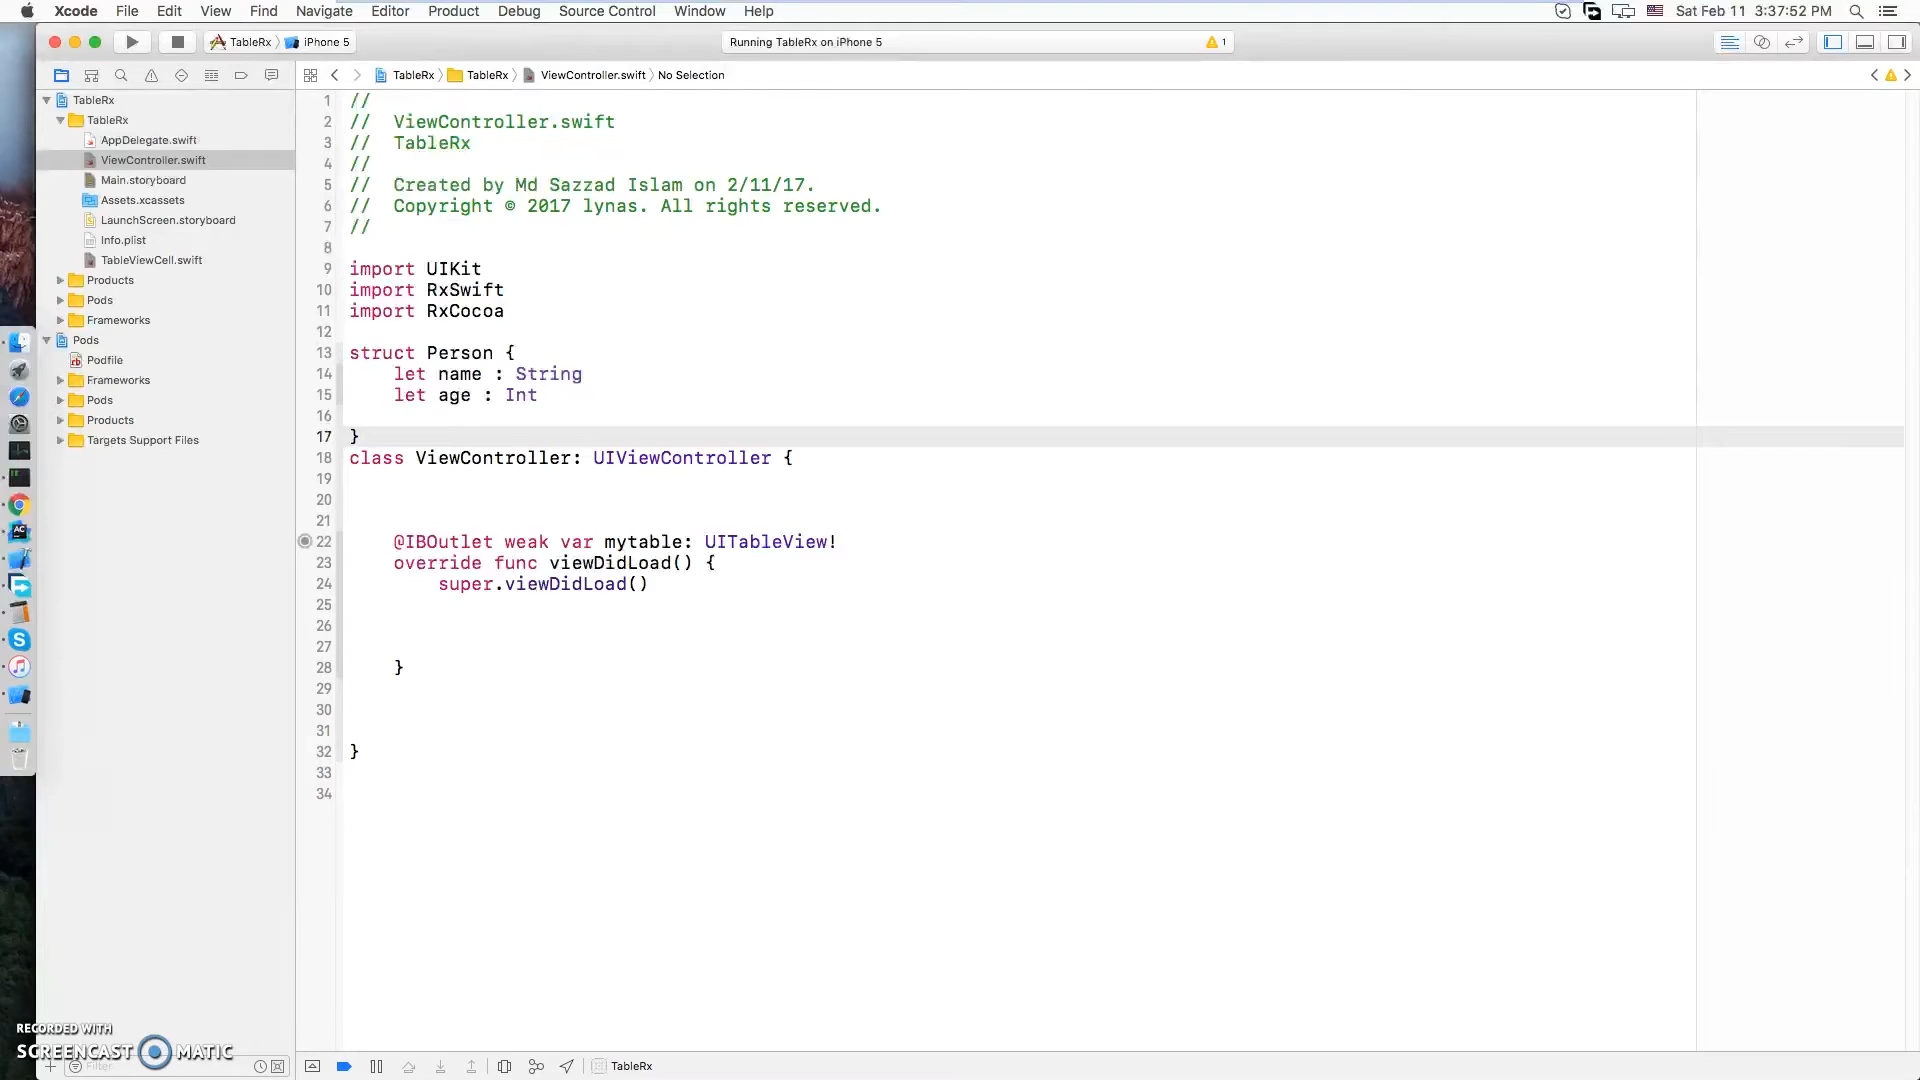 Xcode File Edit View Find Navigate Editor Product Debug Source Control Window Help Sat Feb 11 3:37:52 PM
TableRx iPhone 5 Running TableRx on iPhone 5 1
TableRx TableRx ViewController.swift No Selection
TableRx
TableRx
AppDelegate.swift
ViewController.swift
Main.storyboard
Assets.xcassets
LaunchScreen.storyboard
Info.plist
TableViewCell.swift
Products
Pods
Frameworks
Pods
Podfile
Frameworks
Pods
Products
Targets Support Files
1 //
2 // ViewController.swift
3 // TableRx
4 //
5 // Created by Md Sazzad Islam on 2/11/17.
6 // Copyright © 2017 lynas. All rights reserved.
7 //
8
9 import UIKit
10 import RxSwift
11 import RxCocoa
12
13 struct Person {
14 let name : String
15 let age : Int
16
17 }
18 class ViewController: UIViewController {
19
20
21
22 @IBOutlet weak var mytable: UITableView!
23 override func viewDidLoad() {
24 super.viewDidLoad()
25
26
27
28 }
29
30
31
32 }
33
34
RECORDED WITH
SCREENCAST MATIC
Filter
TableRx